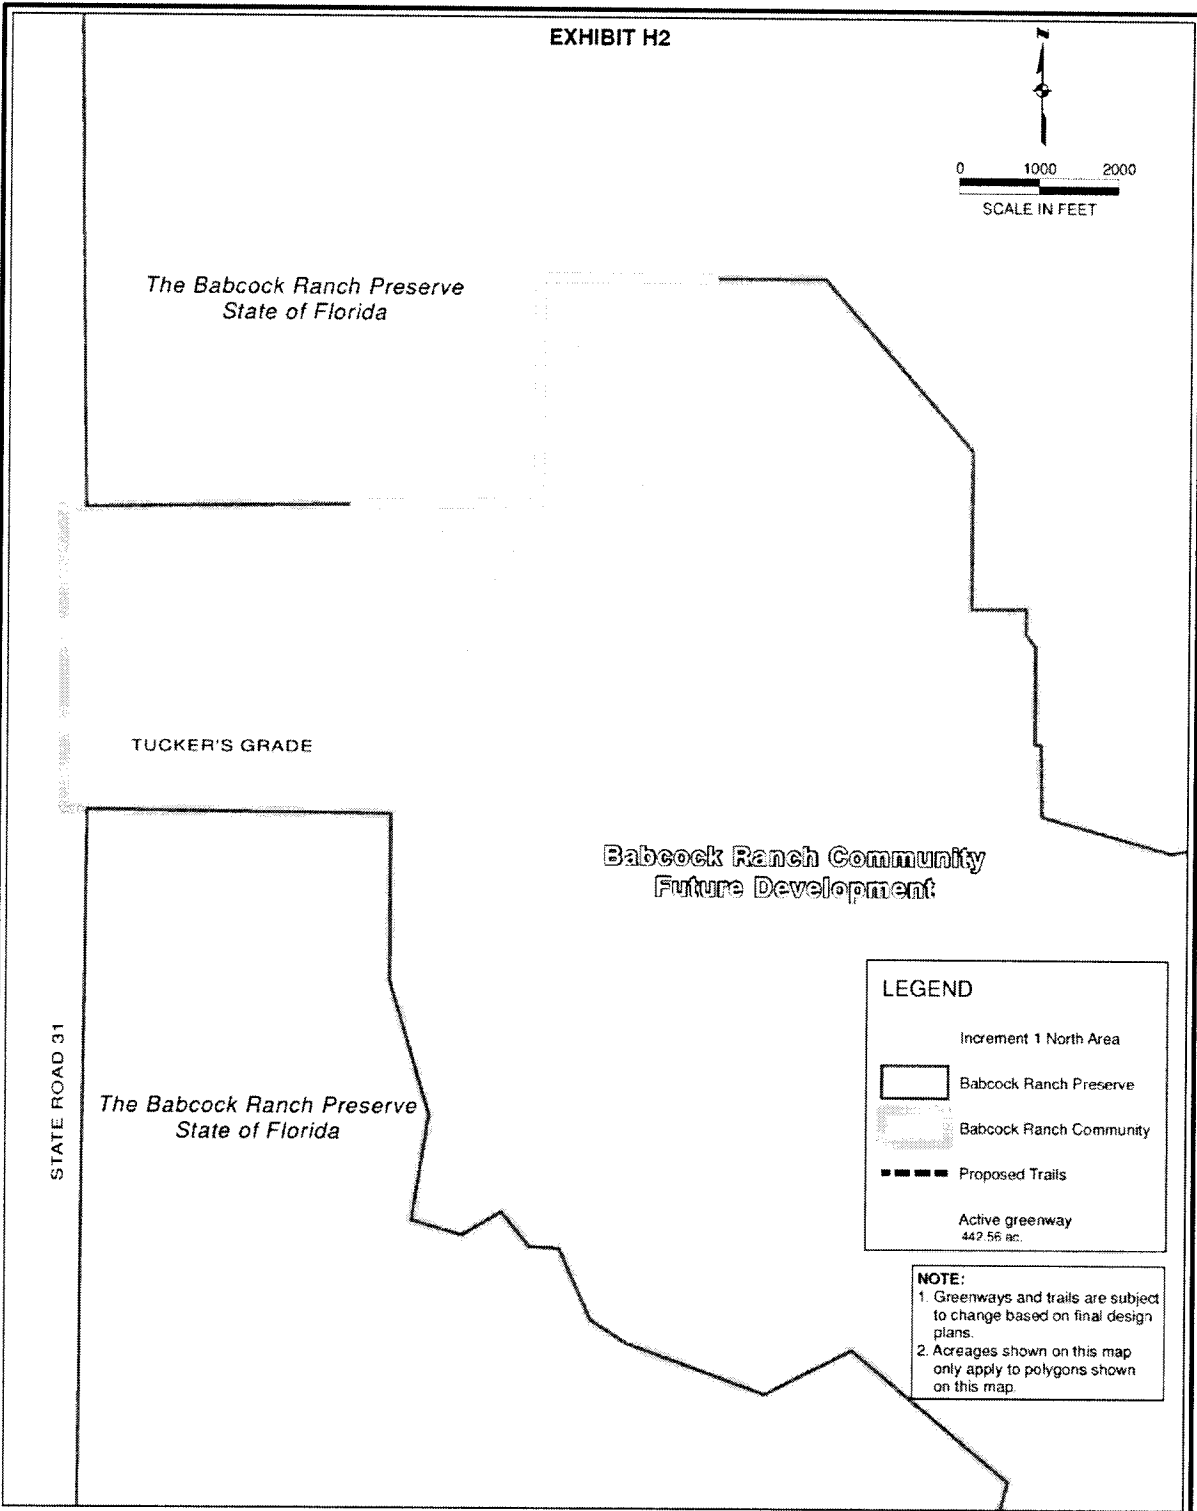 EXHIBIT H2
N
0 1000 2000
SCALE IN FEET
The Babcock Ranch Preserve
State of Florida
TUCKER'S GRADE
Babcock Ranch Community
Future Development
STATE ROAD 31
The Babcock Ranch Preserve
State of Florida
LEGEND
Increment 1 North Area
Babcock Ranch Preserve
Babcock Ranch Community
Proposed Trails
Active greenway
442.56 ac.
NOTE:
1. Greenways and trails are subject
to change based on final design
plans.
2. Acreages shown on this map
only apply to polygons shown
on this map.